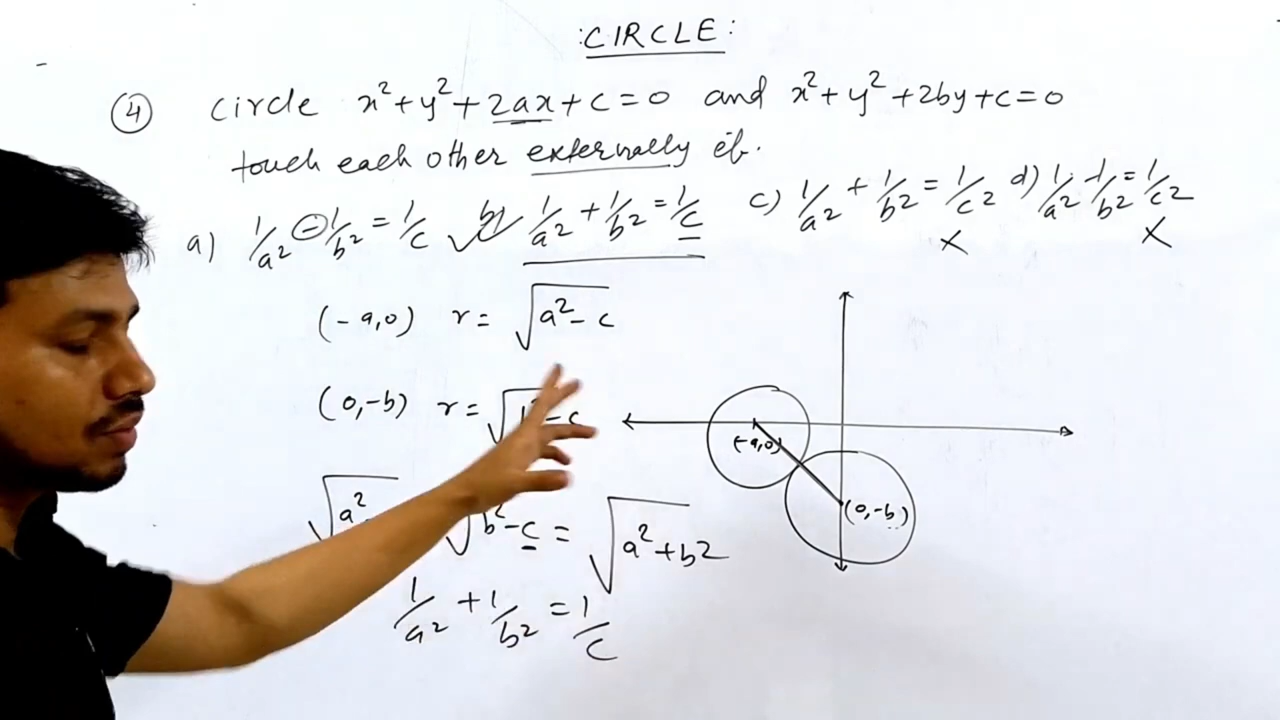 : CIRCLE :
④ circle x²+y²+2ax+c=0 and x²+y²+2by+c=0
touch each other externally if.
a) 1/a² - 1/b² = 1/c b) 1/a² + 1/b² = 1/c c) 1/a² + 1/b² = 1/c² d) 1/a² - 1/b² = 1/c²
(-a,0) r = √a²-c
(0,-b) r = -c
√a² √b²-c = √a²+b²
1/a² + 1/b² = 1/c
(-a,0)
(0,-b)